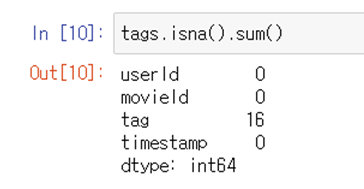 In [10]: tags.isna().sum()
Out[10]: userId 0
movieId 0
tag 16
timestamp 0
dtype: int64